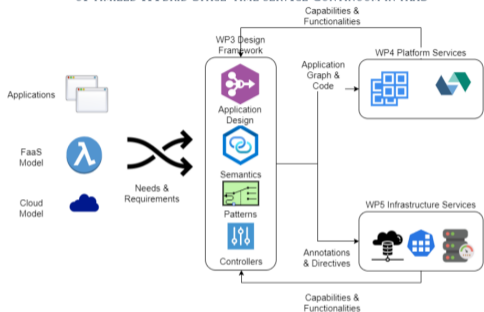 Capabilities &
Functionalities
WP3 Design
Framework
WP4 Platform Services
Applications
Application
Graph &
Code
Application
Design
FaaS
Model
λ
Needs &
Requirements
Semantics
Cloud
Model
Patterns
WP5 Infrastructure Services
Controllers
Annotations
& Directives
Capabilities &
Functionalities